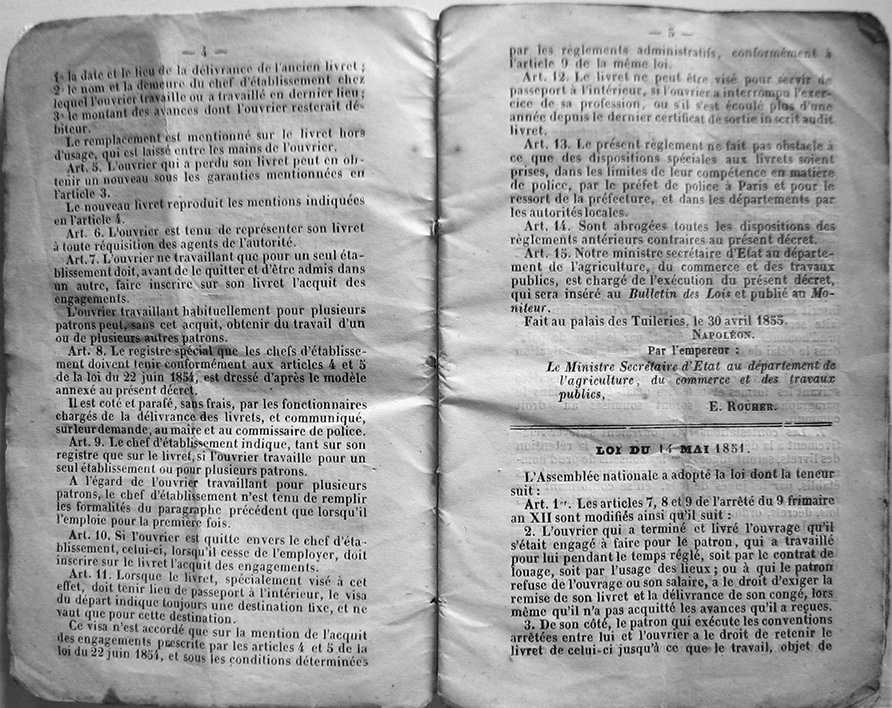 — 4 —
1° la date et le lieu de la délivrance de l'ancien livret ;
2° le nom et la demeure du chef d'établissement chez
lequel l'ouvrier travaille ou a travaillé en dernier lieu ;
3° le montant des avances dont l'ouvrier resterait dé-
biteur.
Le remplacement est mentionné sur le livret hors
d'usage, qui est laissé entre les mains de l'ouvrier.
Art. 5. L'ouvrier qui a perdu son livret peut en ob-
tenir un nouveau sous les garanties mentionnées en
l'article 3.
Le nouveau livret reproduit les mentions indiquées
en l'article 4.
Art. 6. L'ouvrier est tenu de représenter son livret
à toute réquisition des agents de l'autorité.
Art. 7. L'ouvrier ne travaillant que pour un seul éta-
blissement doit, avant de le quitter et d'être admis dans
un autre, faire inscrire sur son livret l'acquit des
engagements.
L'ouvrier travaillant habituellement pour plusieurs
patrons peut, sans cet acquit, obtenir du travail d'un
ou de plusieurs autres patrons.
Art. 8. Le registre spécial que les chefs d'établisse-
ment doivent tenir conformément aux articles 4 et 5
de la loi du 22 juin 1854, est dressé d'après le modèle
annexé au présent décret.
Il est coté et parafé, sans frais, par les fonctionnaires
chargés de la délivrance des livrets, et communiqué,
sur leur demande, au maire et au commissaire de police.
Art. 9. Le chef d'établissement indique, tant sur son
registre que sur le livret, si l'ouvrier travaille pour un
seul établissement ou pour plusieurs patrons.
A l'égard de l'ouvrier travaillant pour plusieurs
patrons, le chef d'établissement n'est tenu de remplir
les formalités du paragraphe précédent que lorsqu'il
l'emploie pour la première fois.
Art. 10. Si l'ouvrier est quitte envers le chef d'éta-
blissement, celui-ci, lorsqu'il cesse de l'employer, doit
inscrire sur le livret l'acquit des engagements.
Art. 11. Lorsque le livret, spécialement visé à cet
effet, doit tenir lieu de passeport à l'intérieur, le visa
du départ indique toujours une destination fixe, et ne
vaut que pour cette destination.
Ce visa n'est accordé que sur la mention de l'acquit
des engagements prescrite par les articles 4 et 5 de la
loi du 22 juin 1854, et sous les conditions déterminées
— 5 —
par les règlements administratifs, conformément à
l'article 9 de la même loi.
Art. 12. Le livret ne peut être visé pour servir de
passeport à l'intérieur, si l'ouvrier a interrompu l'exer-
cice de sa profession, ou s'il s'est écoulé plus d'une
année depuis le dernier certificat de sortie inscrit audit
livret.
Art. 13. Le présent règlement ne fait pas obstacle à
ce que des dispositions spéciales aux livrets soient
prises, dans les limites de leur compétence en matière
de police, par le préfet de police à Paris et pour le
ressort de la préfecture, et dans les départements par
les autorités locales.
Art. 14. Sont abrogées toutes les dispositions des
règlements antérieurs contraires au présent décret.
Art. 15. Notre ministre secrétaire d'Etat au départe-
ment de l'agriculture, du commerce et des travaux
publics, est chargé de l'exécution du présent décret,
qui sera inséré au Bulletin des Lois et publié au Mo-
niteur.
Fait au palais des Tuileries, le 30 avril 1855.
NAPOLÉON.
Par l'empereur :
Le Ministre Secrétaire d'Etat au département de
l'agriculture, du commerce et des travaux
publics,
E. ROUHER.
LOI DU 14 MAI 1851.
L'Assemblée nationale a adopté la loi dont la teneur
suit :
Art. 1er. Les articles 7, 8 et 9 de l'arrêté du 9 frimaire
an XII sont modifiés ainsi qu'il suit :
2. L'ouvrier qui a terminé et livré l'ouvrage qu'il
s'était engagé à faire pour le patron, qui a travaillé
pour lui pendant le temps réglé, soit par le contrat de
louage, soit par l'usage des lieux ; ou à qui le patron
refuse de l'ouvrage ou son salaire, a le droit d'exiger la
remise de son livret et la délivrance de son congé, lors
même qu'il n'a pas acquitté les avances qu'il a reçues.
3. De son côté, le patron qui exécute les conventions
arrêtées entre lui et l'ouvrier a le droit de retenir le
livret de celui-ci jusqu'à ce que le travail, objet de